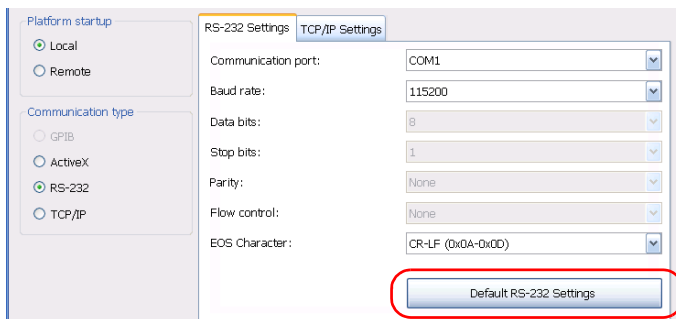 Platform startup
Local
Remote
Communication type
GPIB
ActiveX
RS-232
TCP/IP
RS-232 Settings TCP/IP Settings
Communication port: COM1
Baud rate: 115200
Data bits: 8
Stop bits: 1
Parity: None
Flow control: None
EOS Character: CR-LF (0x0A-0x0D)
Default RS-232 Settings